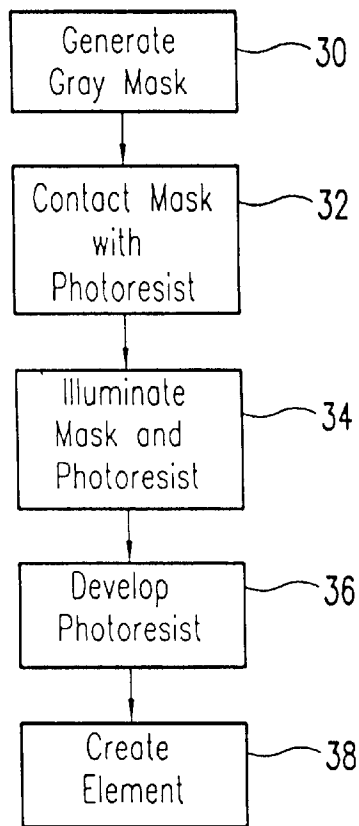 Generate
Gray Mask
30
Contact Mask
with
Photoresist
32
Illuminate
Mask and
Photoresist
34
Develop
Photoresist
36
Create
Element
38